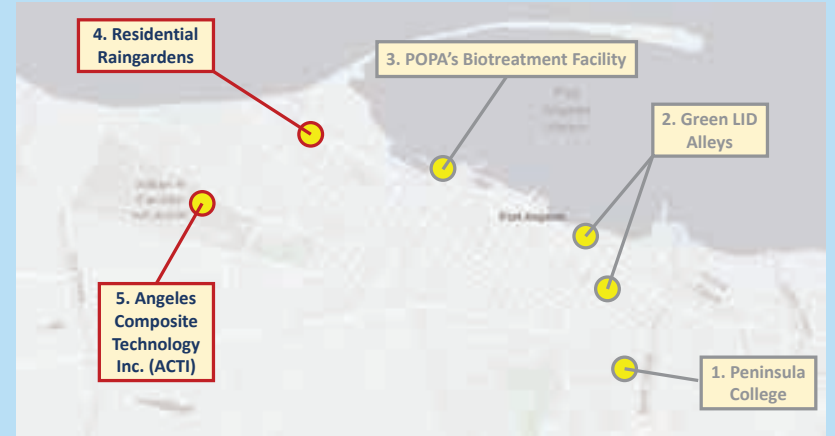 4. Residential
Raingardens
3. POPA's Biotreatment Facility
2. Green LID
Alleys
Port Angeles
5. Angeles
Composite
Technology
Inc. (ACTI)
1. Peninsula
College